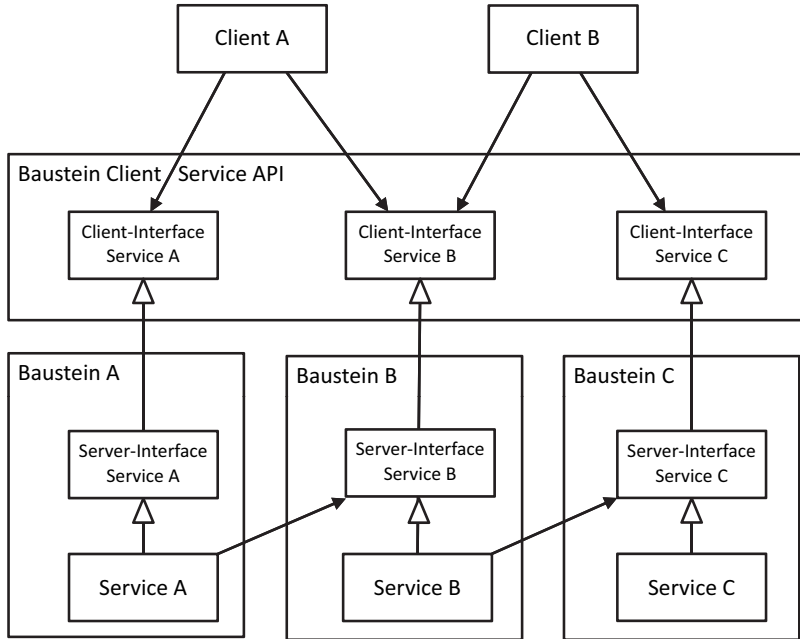 Client A
Client B
Baustein Client Service API
Client-Interface
Service A
Client-Interface
Service B
Client-Interface
Service C
Baustein A
Baustein B
Baustein C
Server-Interface
Service A
Server-Interface
Service B
Server-Interface
Service C
Service A
Service B
Service C